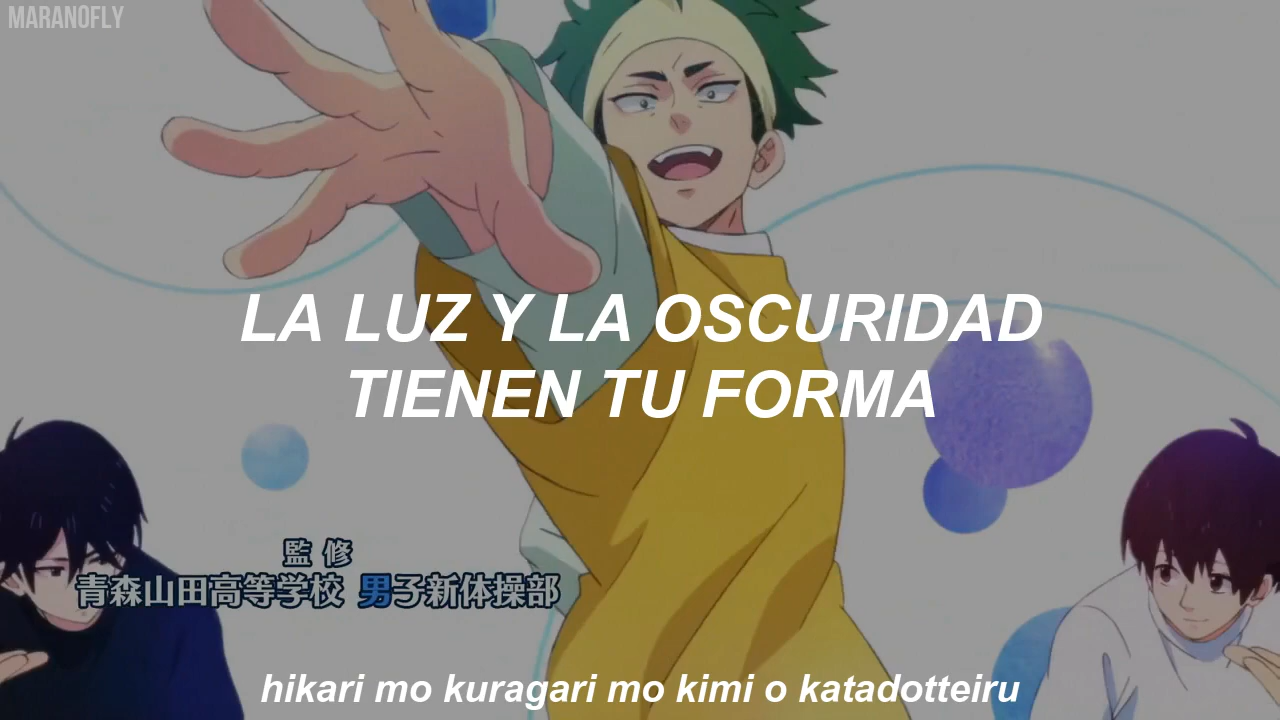 MARANOFLY
LA LUZ Y LA OSCURIDAD
TIENEN TU FORMA
監修
青森山田高等学校 男子新体操部
hikari mo kuragari mo kimi o katadotteiru